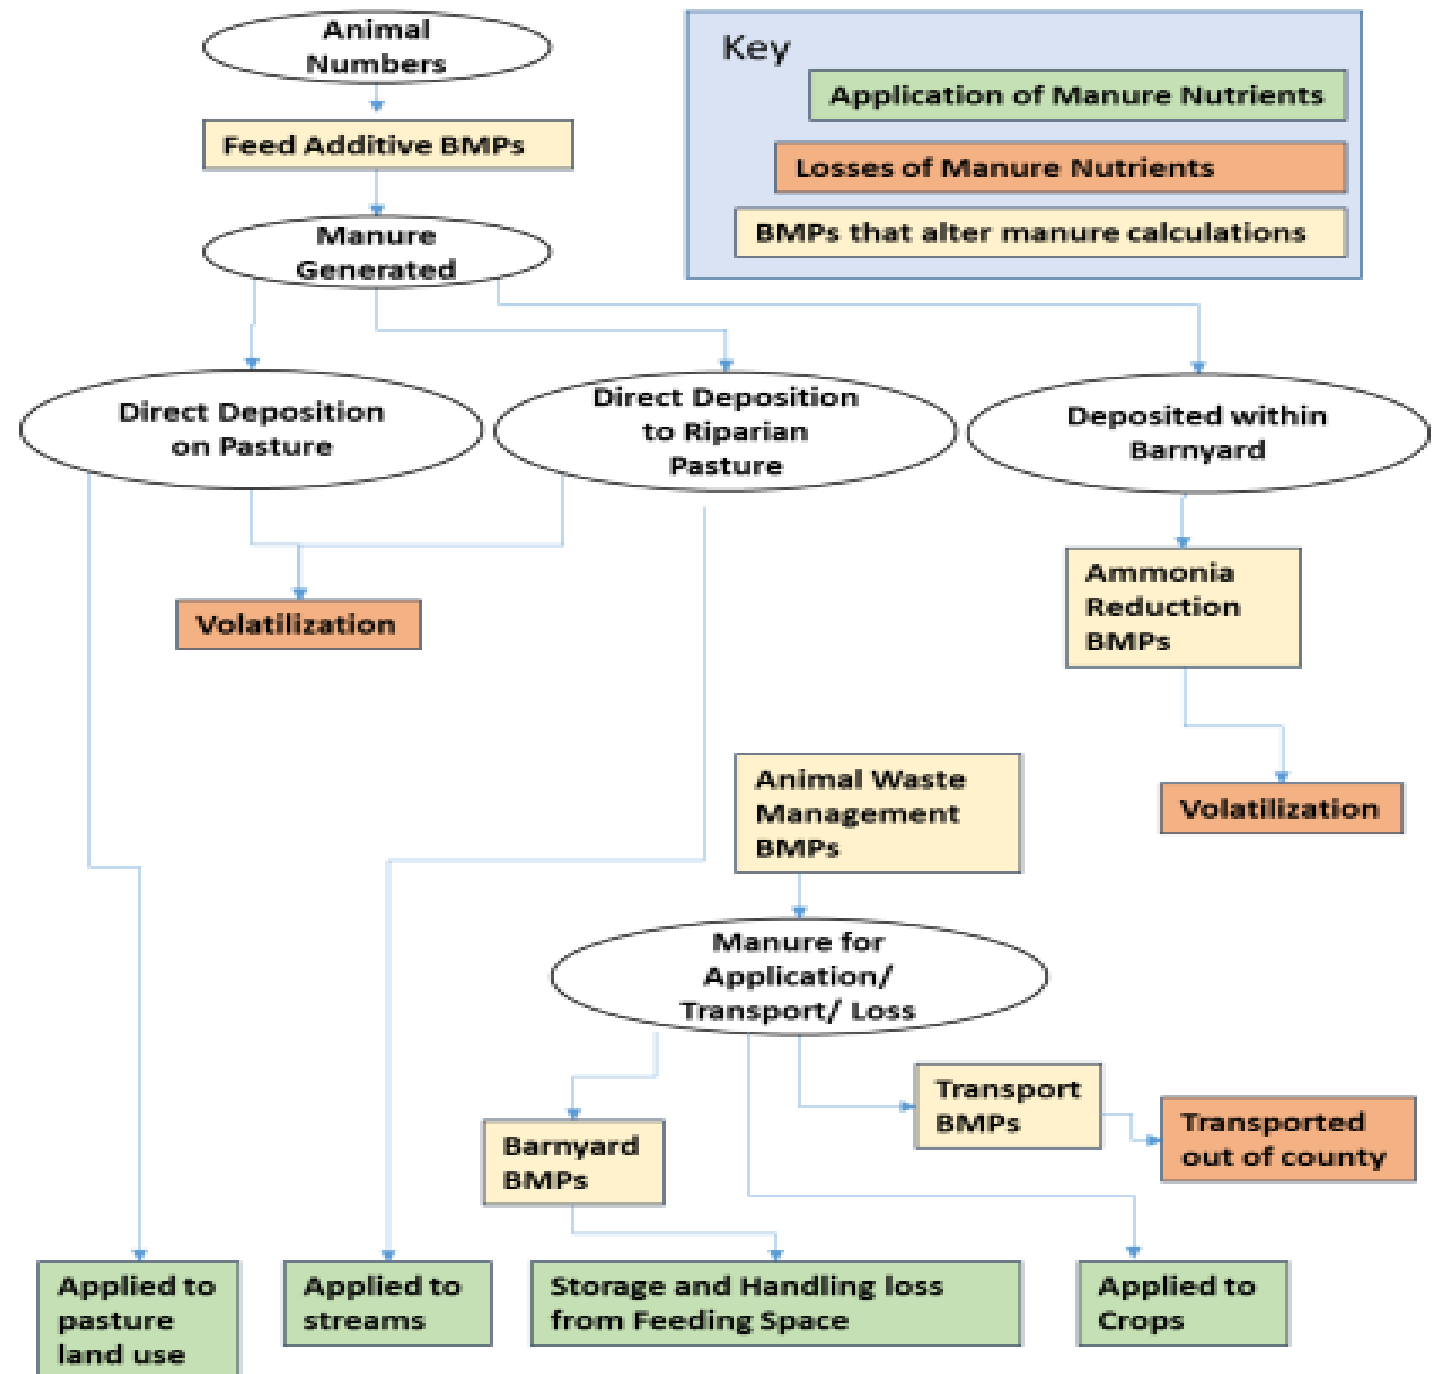 Animal
Numbers
Key
Application of Manure Nutrients
Feed Additive BMPs
Losses of Manure Nutrients
BMPs that alter manure calculations
Manure
Generated
Direct Deposition
on Pasture
Direct Deposition
to Riparian
Pasture
Deposited within
Barnyard
Ammonia
Reduction
BMPs
Volatilization
Animal Waste
Management
BMPs
Volatilization
Manure for
Application/
Transport/ Loss
Transport
BMPs
Transported
out of county
Barnyard
BMPs
Applied to
pasture
land use
Applied to
streams
Storage and Handling loss
from Feeding Space
Applied to
Crops